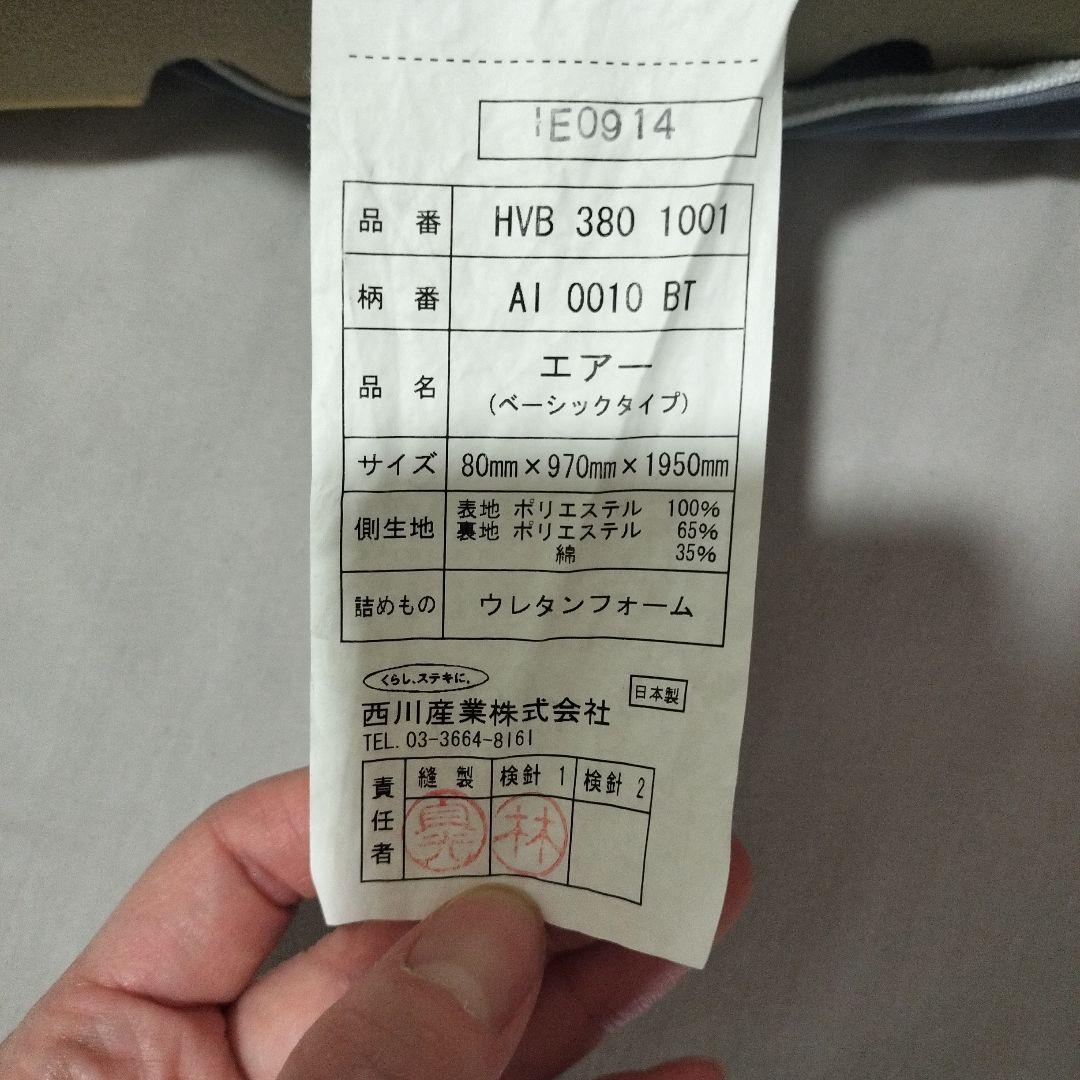 IE0914
品番 HVB 380 1001
柄番 AI 0010 BT
品名 エアー
(ベーシックタイプ)
サイズ 80mm×970mm×1950mm
側生地 表地 ポリエステル 100%
裏地 ポリエステル 65%
綿 35%
詰めもの ウレタンフォーム
くらし、ステキに。
西川産業株式会社 日本製
TEL. 03-3664-8161
責任者 縫製 検針 1 検針 2
林